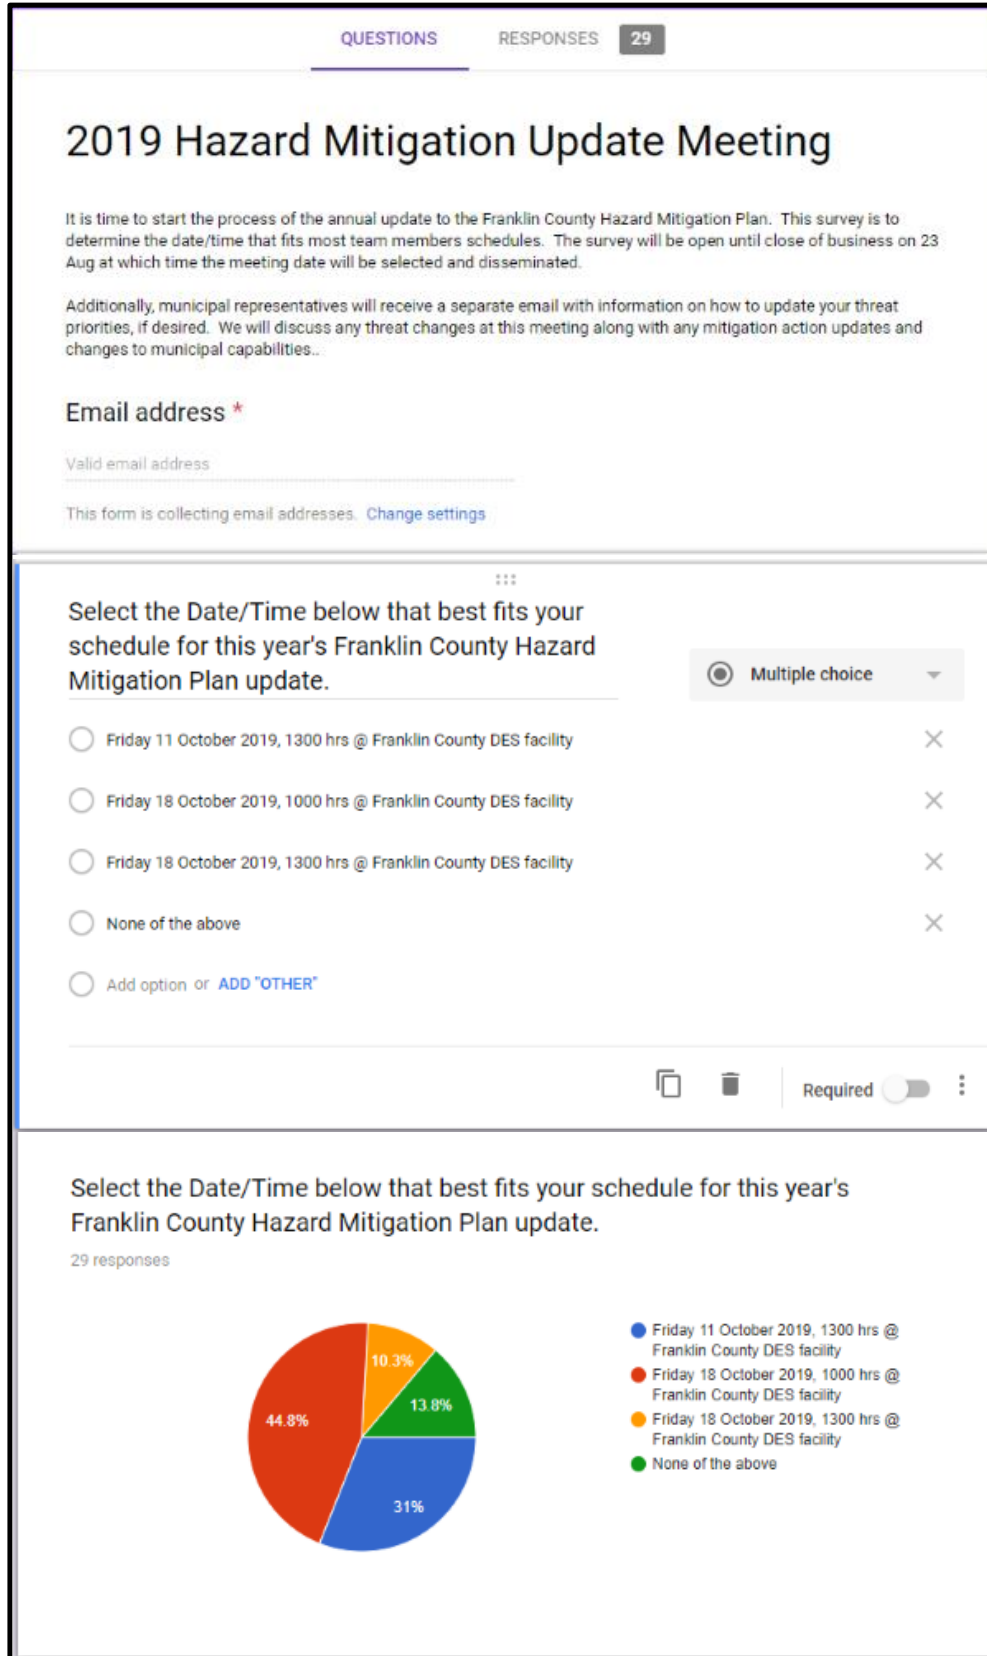 QUESTIONS RESPONSES 29
2019 Hazard Mitigation Update Meeting
It is time to start the process of the annual update to the Franklin County Hazard Mitigation Plan. This survey is to
determine the date/time that fits most team members schedules. The survey will be open until close of business on 23
Aug at which time the meeting date will be selected and disseminated.
Additionally, municipal representatives will receive a separate email with information on how to update your threat
priorities, if desired. We will discuss any threat changes at this meeting along with any mitigation action updates and
changes to municipal capabilities..
Email address *
Valid email address
This form is collecting email addresses. Change settings
Select the Date/Time below that best fits your
schedule for this year's Franklin County Hazard
Mitigation Plan update.
Multiple choice
Friday 11 October 2019, 1300 hrs @ Franklin County DES facility
Friday 18 October 2019, 1000 hrs @ Franklin County DES facility
Friday 18 October 2019, 1300 hrs @ Franklin County DES facility
None of the above
Add option or ADD "OTHER"
Required
Select the Date/Time below that best fits your schedule for this year's
Franklin County Hazard Mitigation Plan update.
29 responses
10.3%
13.8%
44.8%
31%
Friday 11 October 2019, 1300 hrs @
Franklin County DES facility
Friday 18 October 2019, 1000 hrs @
Franklin County DES facility
Friday 18 October 2019, 1300 hrs @
Franklin County DES facility
None of the above